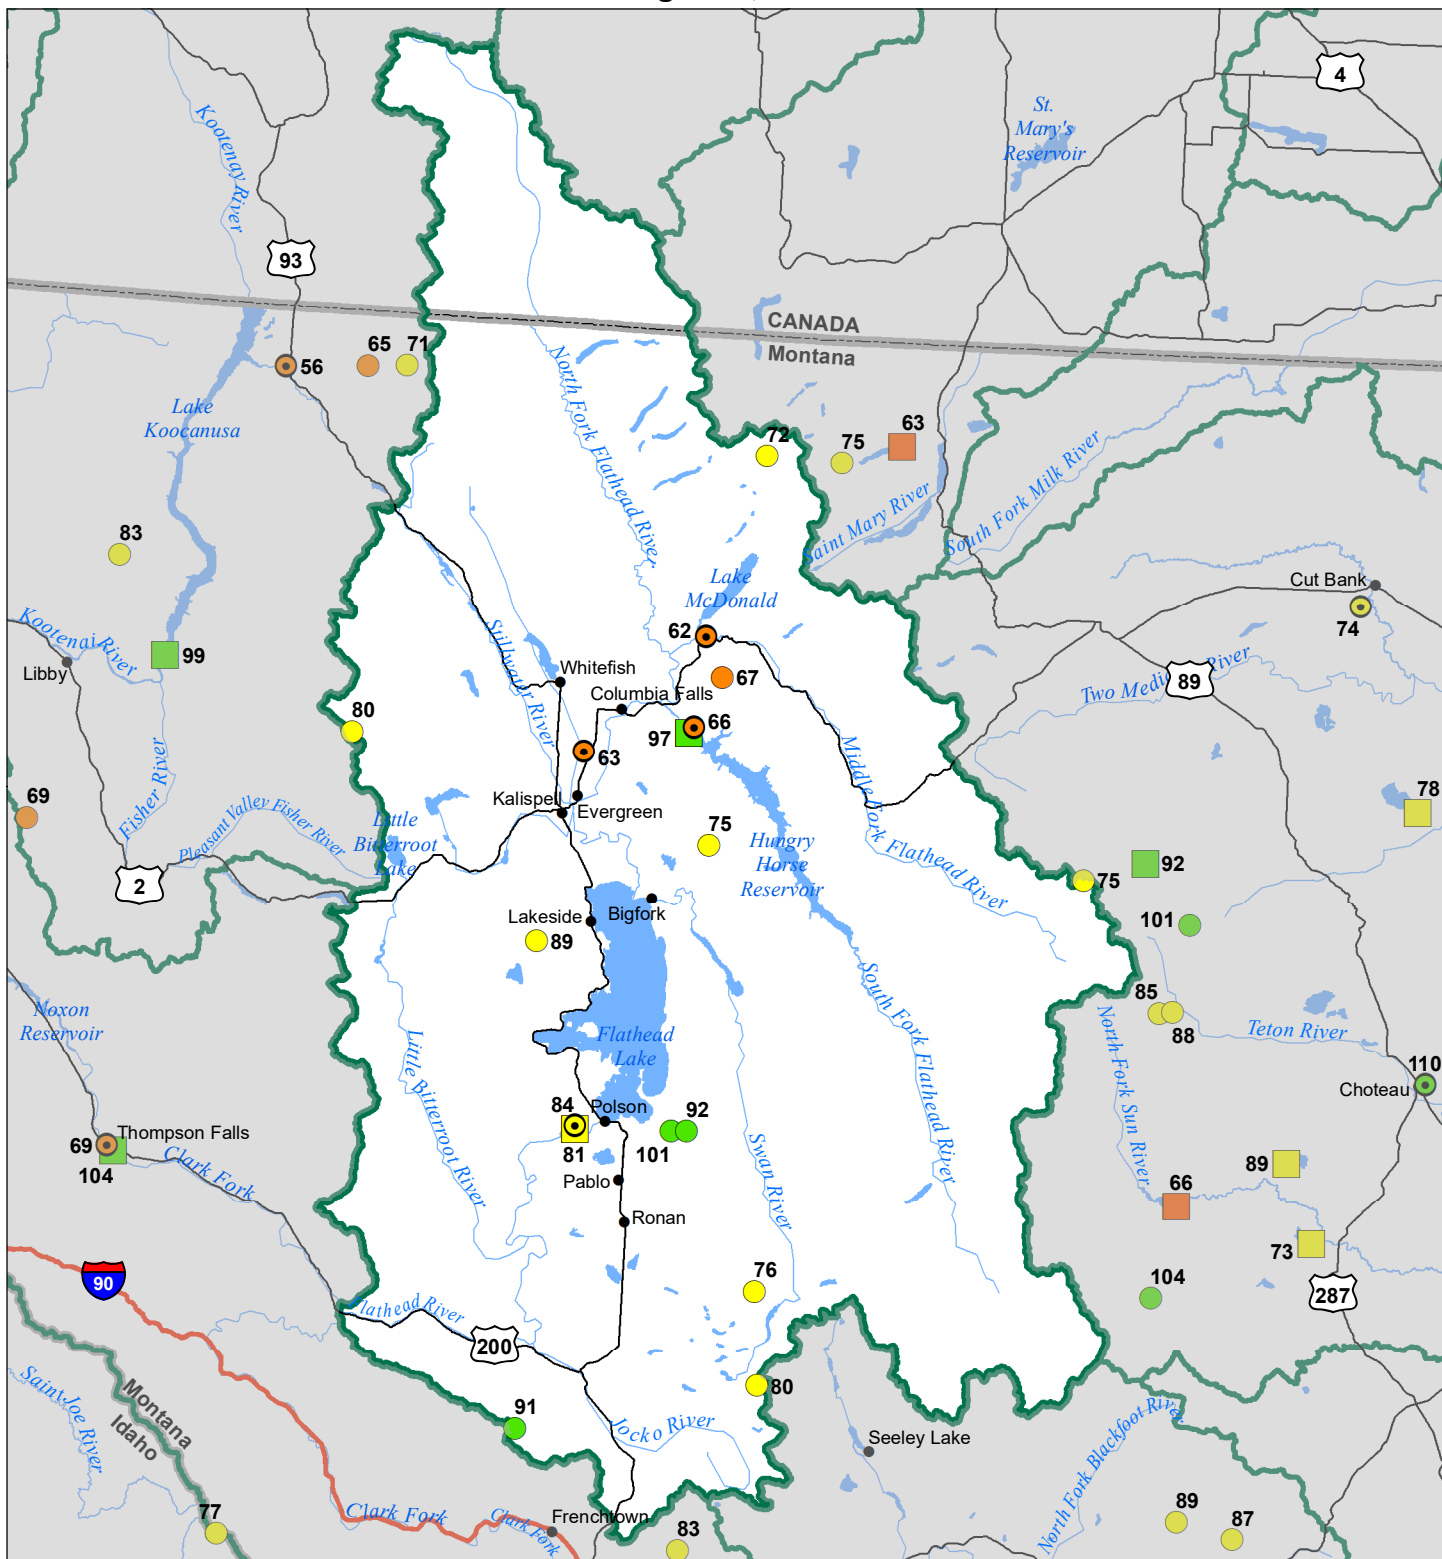 4
St.
Mary's
Reservoir
Kootenay River
93
CANADA
Montana
56
65
71
North Fork Flathead River
Lake
Koocanusa
72
75
63
Saint Mary River
South Fork Milk River
83
Lake
McDonald
Cut Bank
74
Kootenai River
Libby
99
62
Stillwater River
Whitefish
Columbia Falls
67
Two Medic River
89
80
66
97
63
Middle Fork Flathead River
69
Fisher River
Pleasant Valley Fisher River
Kalispell
Evergreen
78
Little
Bitterroot
Lake
75
Hungry
Horse
Reservoir
92
2
75
101
Lakeside
Bigfork
89
South Fork Flathead River
Noxon
Reservoir
85
88
North Fork Sun River
Teton River
Flathead
Lake
Little Bitterroot River
110
Choteau
84
Polson
92
81
101
69
Thompson Falls
104
Clark Fork
Swan River
Pablo
89
66
Ronan
73
90
76
104
287
Flathead River
200
Saint Joe River
Montana
Idaho
80
91
Jocko River
Seeley Lake
North Fork Blackfoot River
77
Clark Fork
Clark Fork
Frenchtown
83
89
87